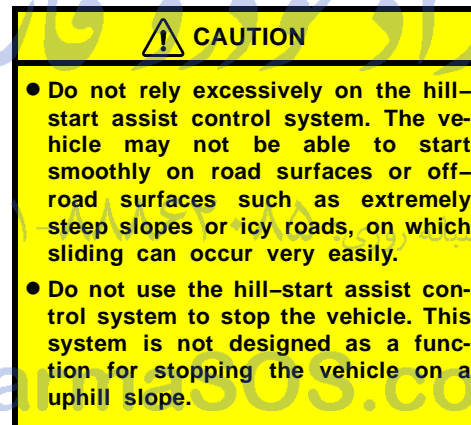 CAUTION
● Do not rely excessively on the hill–
start assist control system. The ve-
hicle may not be able to start
smoothly on road surfaces or off–
road surfaces such as extremely
steep slopes or icy roads, on which
sliding can occur very easily.
● Do not use the hill–start assist con-
trol system to stop the vehicle. This
system is not designed as a func-
tion for stopping the vehicle on a
uphill slope.